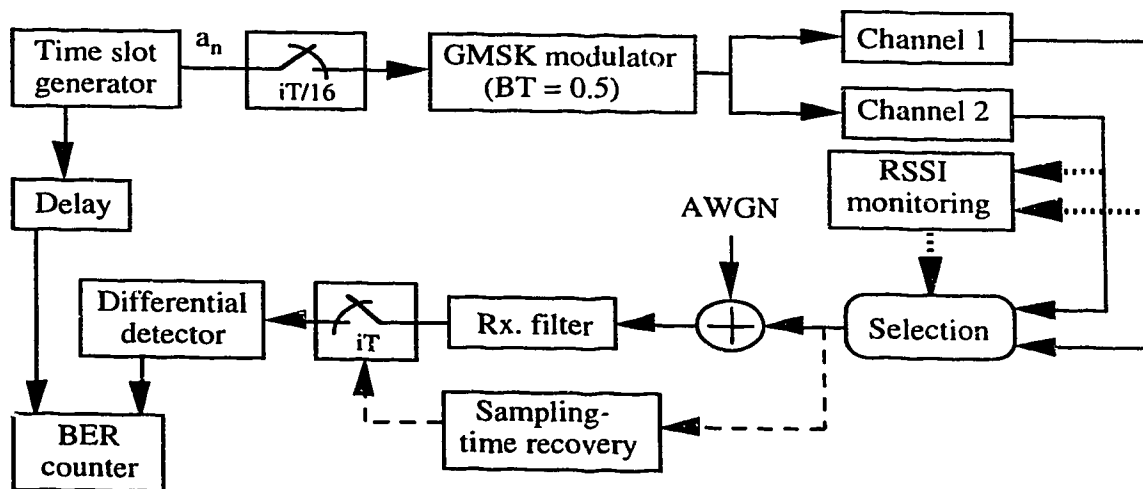 Time slot
generator
a_n
iT/16
GMSK modulator
(BT = 0.5)
Channel 1
Channel 2
RSSI
monitoring
Delay
AWGN
Differential
detector
iT
Rx. filter
Selection
Sampling-
time recovery
BER
counter